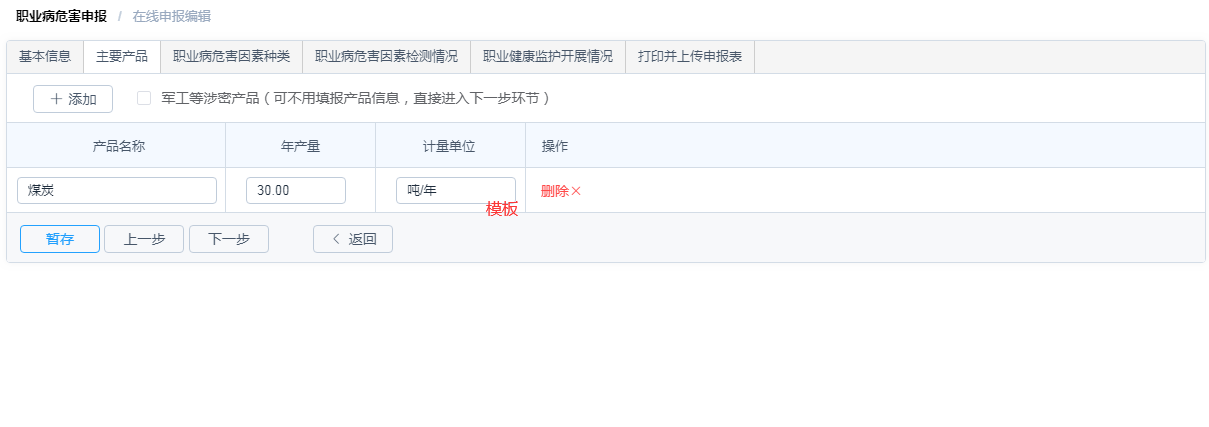 职业病危害申报 / 在线申报编辑
基本信息 主要产品 职业病危害因素种类 职业病危害因素检测情况 职业健康监护开展情况 打印并上传申报表
添加 军工等涉密产品（可不用填报产品信息，直接进入下一步环节）
产品名称 年产量 计量单位 操作
煤炭 30.00 吨/年 删除×
模板
暂存 上一步 下一步 返回